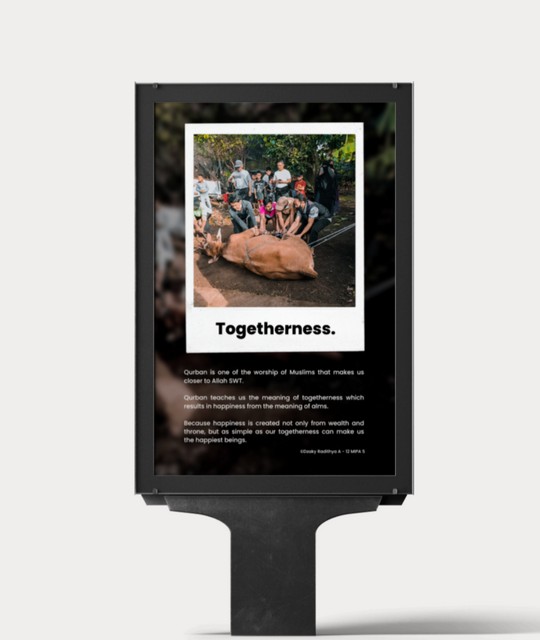 Togetherness.
Qurban is one of the worship of Muslims that makes us
closer to Allah SWT.
Qurban teaches us the meaning of togetherness which
results in happiness from the meaning of alms.
Because happiness is created not only from wealth and
throne, but as simple as our togetherness can make us
the happiest beings.
©Dzaky Radithya A - 12 MIPA 5